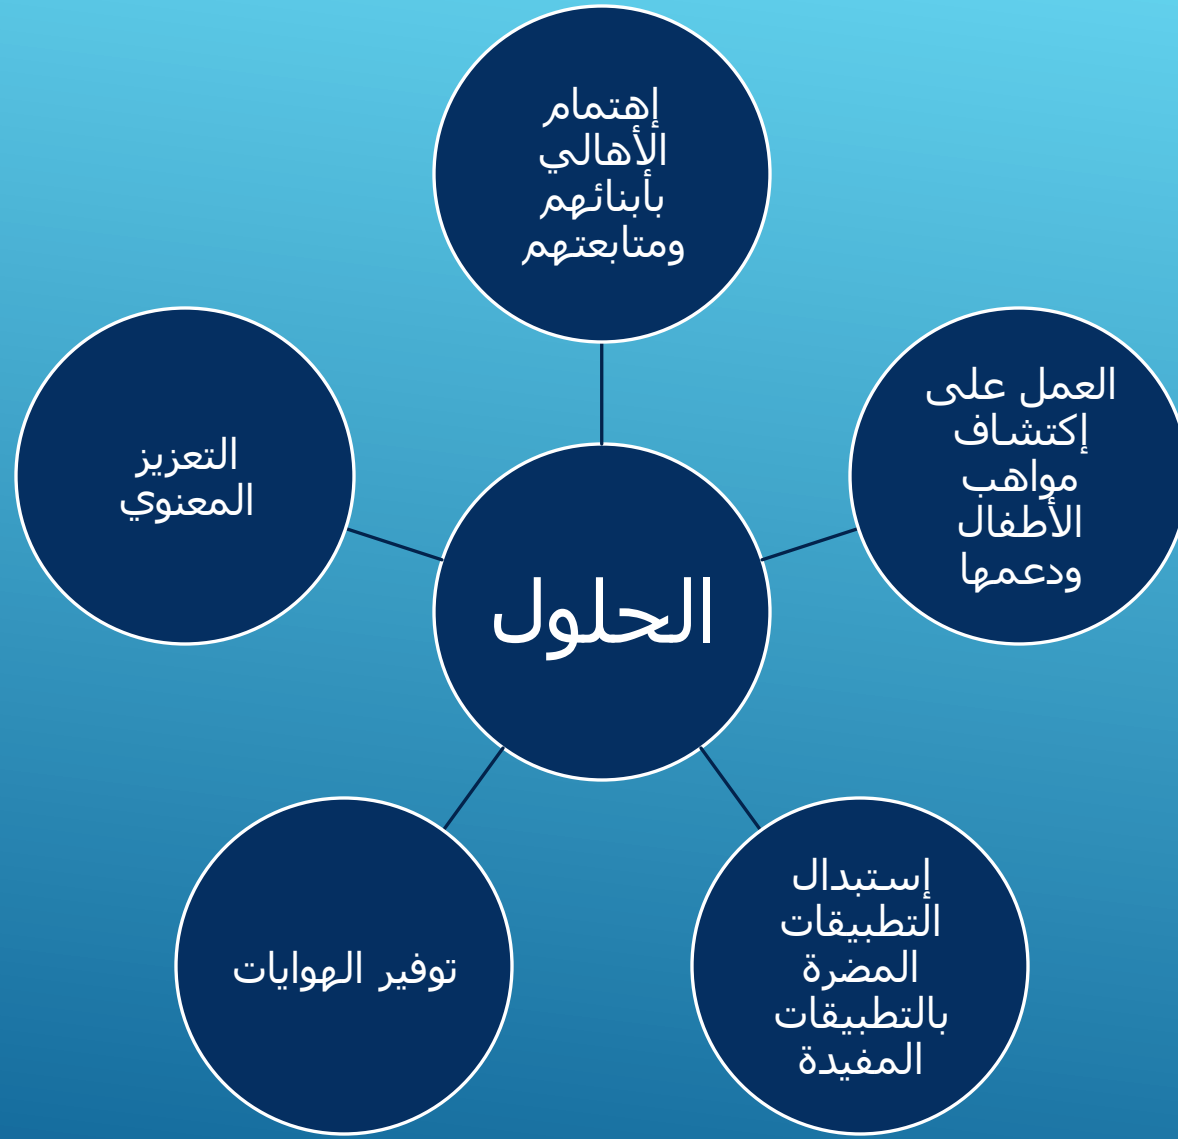 إهتمام
الأهالي
بأبنائهم
ومتابعتهم
العمل على
إكتشاف
مواهب
الأطفال
ودعمها
التعزيز
المعنوي
الحلول
إستبدال
التطبيقات
المضرة
بالتطبيقات
المفيدة
توفير الهوايات